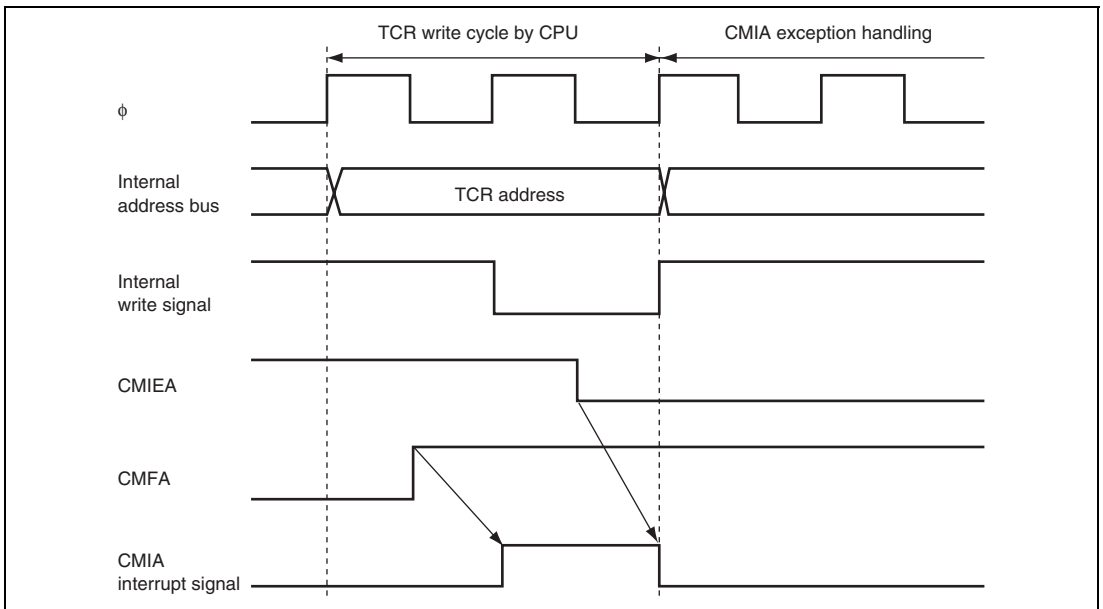 TCR write cycle by CPU
CMIA exception handling
ϕ
Internal
address bus
TCR address
Internal
write signal
CMIEA
CMFA
CMIA
interrupt signal